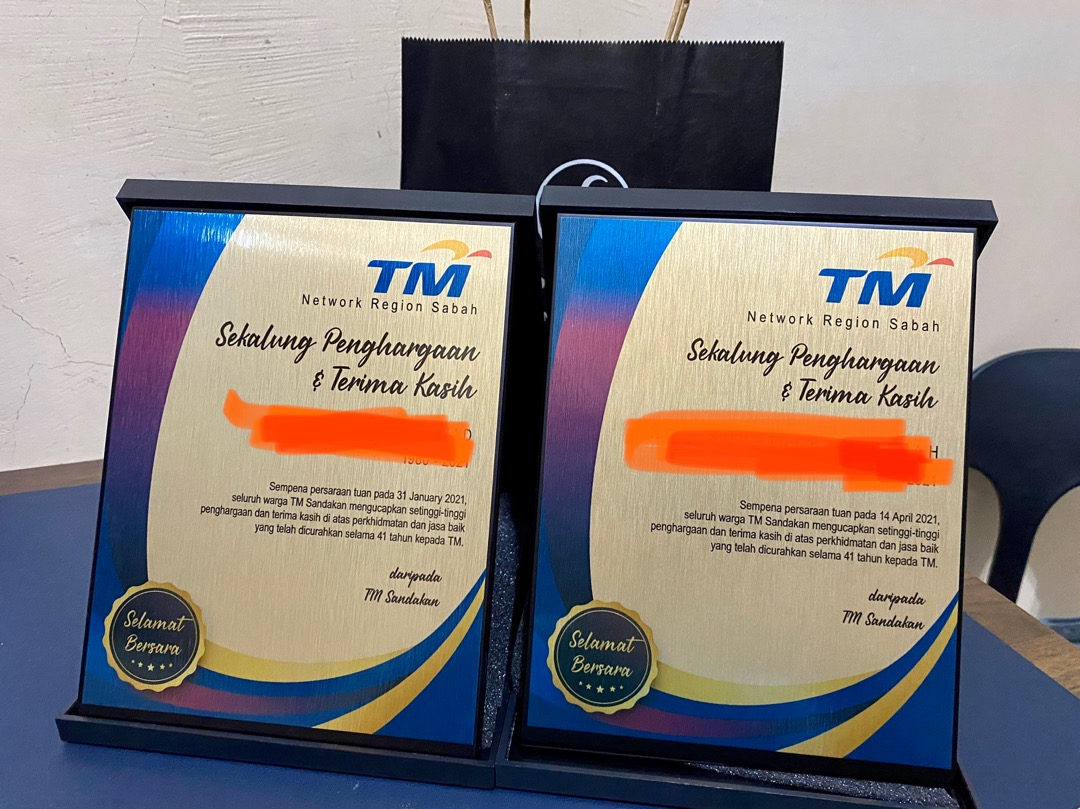 TM
Network Region Sabah
Sekalung Penghargaan
& Terima Kasih
D
Sempena persaraan tuan pada 31 January 2021,
seluruh warga TM Sandakan mengucapkan setinggi-tinggi
penghargaan dan terima kasih di atas perkhidmatan dan jasa baik
yang telah dicurahkan selama 41 tahun kepada TM.
daripada
TM Sandakan
Selamat
Bersara
TM
Network Region Sabah
Sekalung Penghargaan
& Terima Kasih
H
Sempena persaraan tuan pada 14 April 2021,
seluruh warga TM Sandakan mengucapkan setinggi-tinggi
penghargaan dan terima kasih di atas perkhidmatan dan jasa baik
yang telah dicurahkan selama 41 tahun kepada TM.
daripada
TM Sandakan
Selamat
Bersara